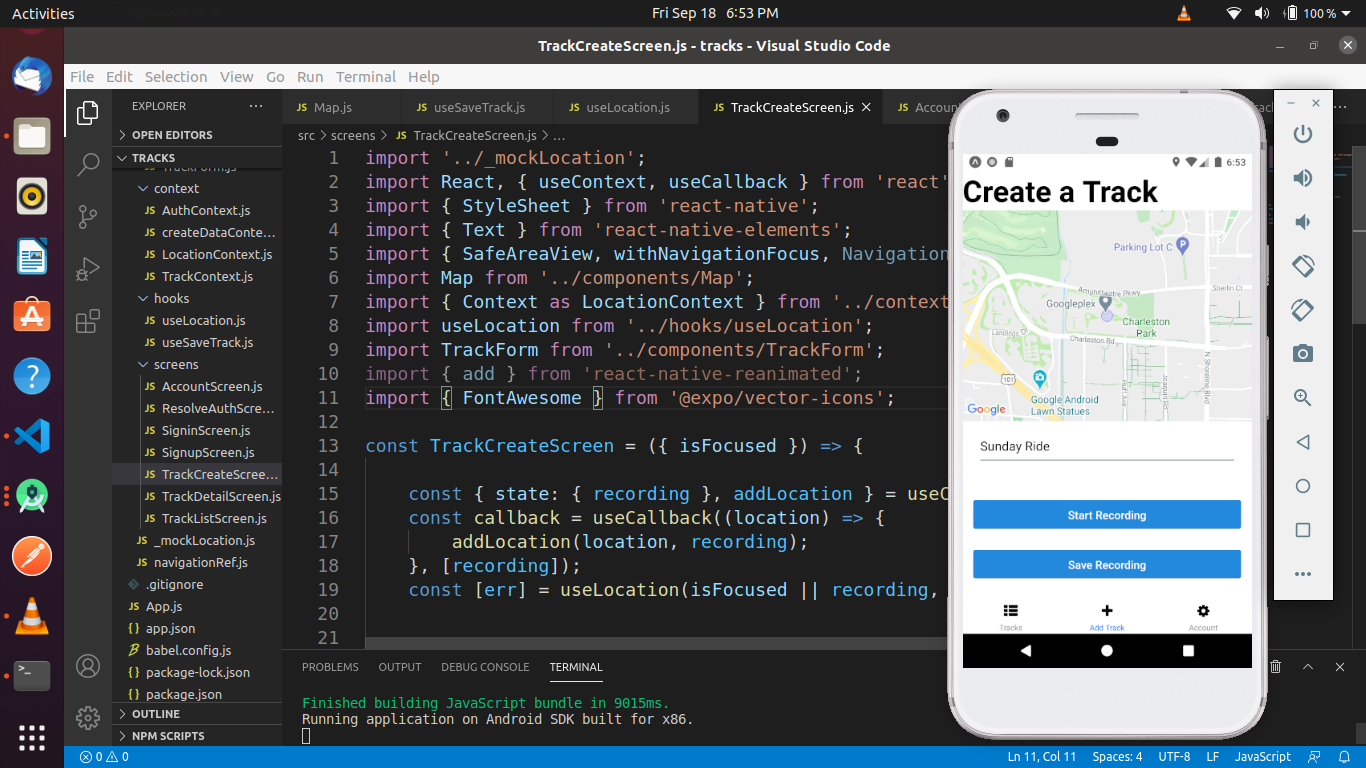 Activities
Fri Sep 18 6:53 PM
100 %
TrackCreateScreen.js - tracks - Visual Studio Code
File Edit Selection View Go Run Terminal Help
EXPLORER
OPEN EDITORS
TRACKS
context
AuthContext.js
createDataConte...
LocationContext.js
TrackContext.js
hooks
useLocation.js
useSaveTrack.js
screens
AccountScreen.js
ResolveAuthScre...
SigninScreen.js
SignupScreen.js
TrackCreateScree...
TrackDetailScreen.js
TrackListScreen.js
_mockLocation.js
navigationRef.js
.gitignore
App.js
app.json
babel.config.js
package-lock.json
package.json
OUTLINE
NPM SCRIPTS
JS Map.js JS useSaveTrack.js JS useLocation.js JS TrackCreateScreen.js JS Accoun
src > screens > JS TrackCreateScreen.js > ...
1 import '../_mockLocation';
2 import React, { useContext, useCallback } from 'react'
3 import { StyleSheet } from 'react-native';
4 import { Text } from 'react-native-elements';
5 import { SafeAreaView, withNavigationFocus, Navigation
6 import Map from '../components/Map';
7 import { Context as LocationContext } from '../context
8 import useLocation from '../hooks/useLocation';
9 import TrackForm from '../components/TrackForm';
10 import { add } from 'react-native-reanimated';
11 import { FontAwesome } from '@expo/vector-icons';
12
13 const TrackCreateScreen = ({ isFocused }) => {
14
15 const { state: { recording }, addLocation } = useC
16 const callback = useCallback((location) => {
17 addLocation(location, recording);
18 }, [recording]);
19 const [err] = useLocation(isFocused || recording,
20
21
PROBLEMS OUTPUT DEBUG CONSOLE TERMINAL
Finished building JavaScript bundle in 9015ms.
Running application on Android SDK built for x86.
0 0
Ln 11, Col 11 Spaces: 4 UTF-8 LF JavaScript
6:53
Create a Track
Parking Lot C
Amphitheatre Pkwy
Stierlin Ct
Googleplex
Charleston
Park
Landings
Charleston Rd
N Shoreline Blvd
Joaquin Rd
101
Google Android
Lawn Statues
Google
Sunday Ride
Start Recording
Save Recording
Tracks
Add Track
Account